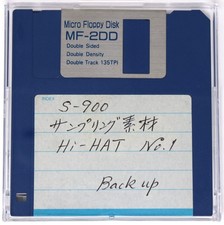 Micro Floppy Disk
MF-2DD
Double Sided
Double Density
Double Track 135TPI
S-900
サンプリング素材
Hi-HAT No.1
Back up